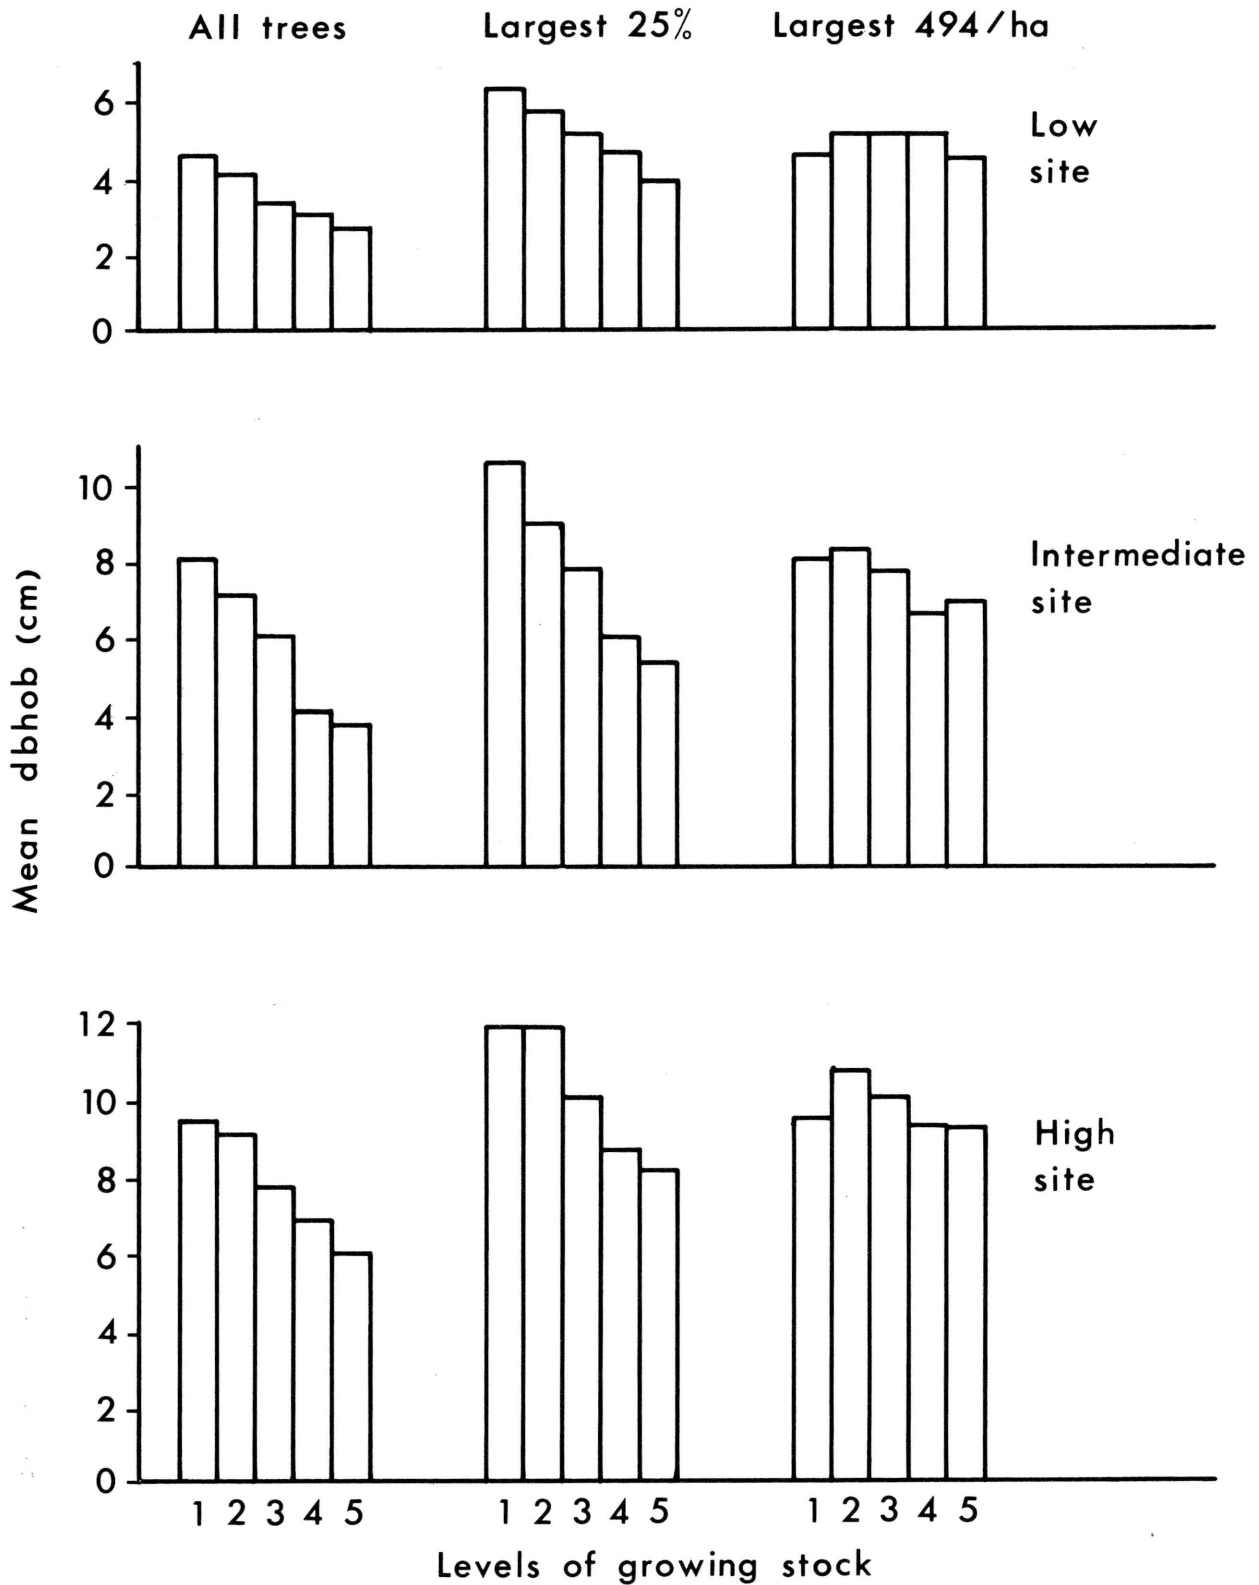 All trees Largest 25% Largest 494/ha
6
4
2
0
Low
site
10
8
6
4
2
0
Intermediate
site
Mean dbhob (cm)
12
10
8
6
4
2
0
High
site
1 2 3 4 5 1 2 3 4 5 1 2 3 4 5
Levels of growing stock